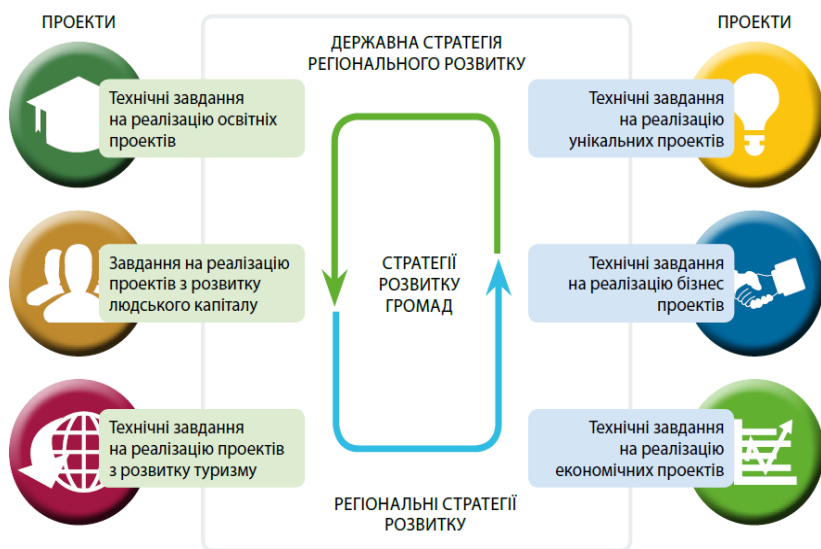 ПРОЕКТИ
ПРОЕКТИ
ДЕРЖАВНА СТРАТЕГІЯ
РЕГІОНАЛЬНОГО РОЗВИТКУ
Технічні завдання
на реалізацію освітніх
проектів
Завдання на реалізацію
проектів з розвитку
людського капіталу
Технічні завдання
на реалізацію проектів
з розвитку туризму
СТРАТЕГІЇ
РОЗВИТКУ
ГРОМАД
Технічні завдання
на реалізацію
унікальних проектів
Технічні завдання
на реалізацію бізнес
проектів
Технічні завдання
на реалізацію
економічних проектів
РЕГІОНАЛЬНІ СТРАТЕГІЇ
РОЗВИТКУ